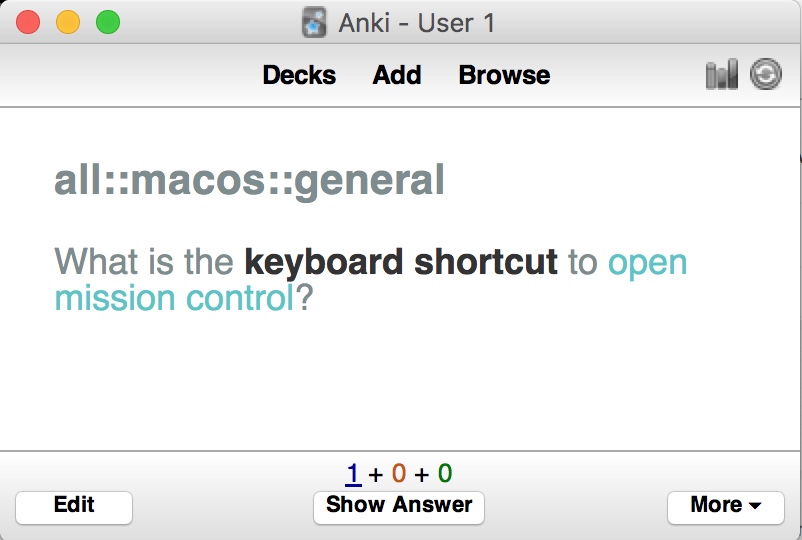 Anki - User 1
Decks Add Browse
all::macos::general
What is the keyboard shortcut to open
mission control?
1 + 0 + 0
Edit Show Answer More